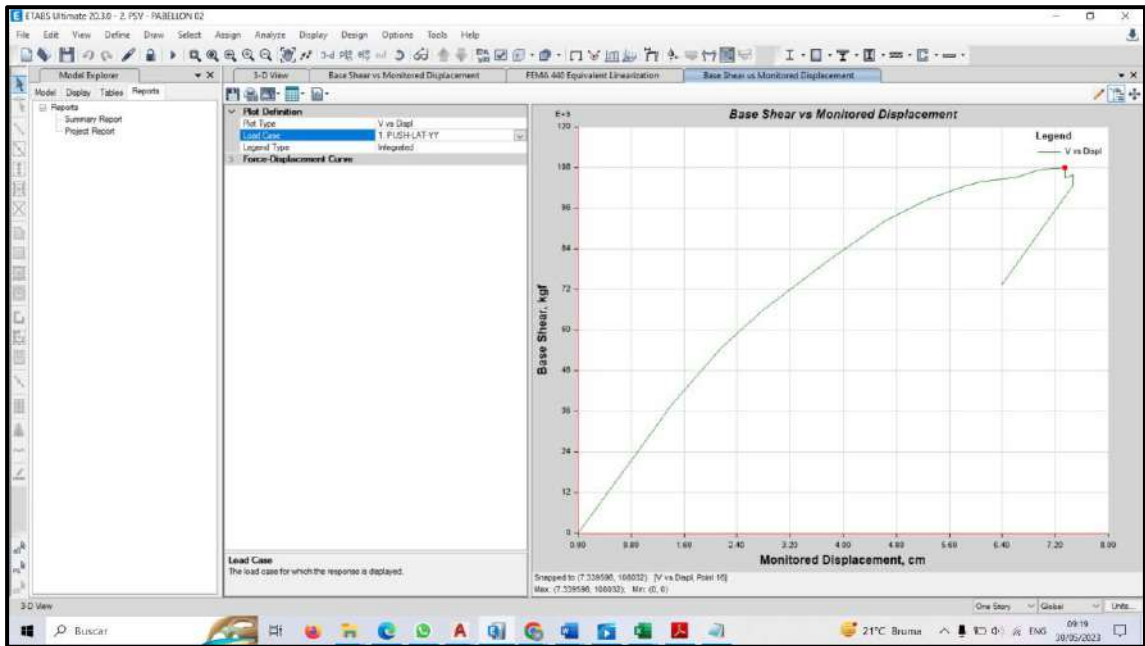 ETABS Ultimate 20.3.0 - 2. PSV - PABELLON 02
File Edit View Define Draw Select Assign Analyze Display Design Options Tools Help
Model Explorer
3-D View
Base Shear vs Monitored Displacement
FEMA 440 Equivalent Linearization
Base Shear vs Monitored Displacement
Model Display Tables Reports
Reports
Summary Report
Project Report
Plot Definition
Plot Type V vs Displ
Load Case 1. PUSH-LAT-YY
Legend Type Integrated
Force-Displacement Curve
Load Case
The load case for which the response is displayed.
Base Shear vs Monitored Displacement
E+3
Legend
V vs Displ
120
108
96
84
72
60
48
36
24
12
0
Base Shear, kgf
0.00 0.80 1.60 2.40 3.20 4.00 4.80 5.60 6.40 7.20 8.00
Monitored Displacement, cm
Snapped to (7.339598, 108032) [V vs Displ, Point 16]
Max: (7.339598, 108032); Min: (0, 0)
3-D View
One Story Global Units...
Buscar
21°C Bruma
ENG
09:19
30/05/2023